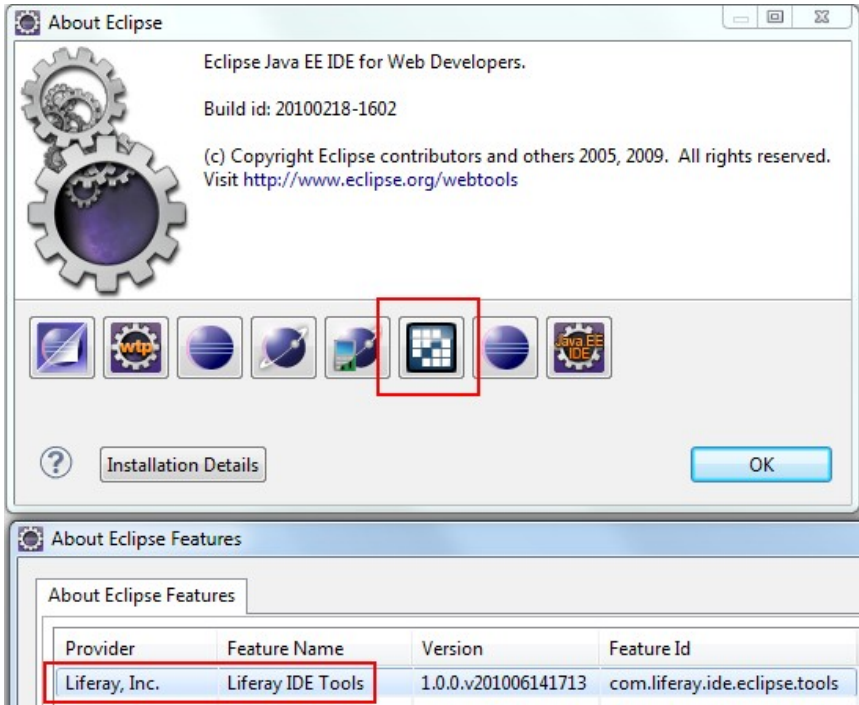 About Eclipse
Eclipse Java EE IDE for Web Developers.
Build id: 20100218-1602
(c) Copyright Eclipse contributors and others 2005, 2009.  All rights reserved.
Visit http://www.eclipse.org/webtools
wtp
Java EE
IDE
?
Installation Details
OK
About Eclipse Features
About Eclipse Features
Provider Feature Name Version Feature Id
Liferay, Inc. Liferay IDE Tools 1.0.0.v201006141713 com.liferay.ide.eclipse.tools